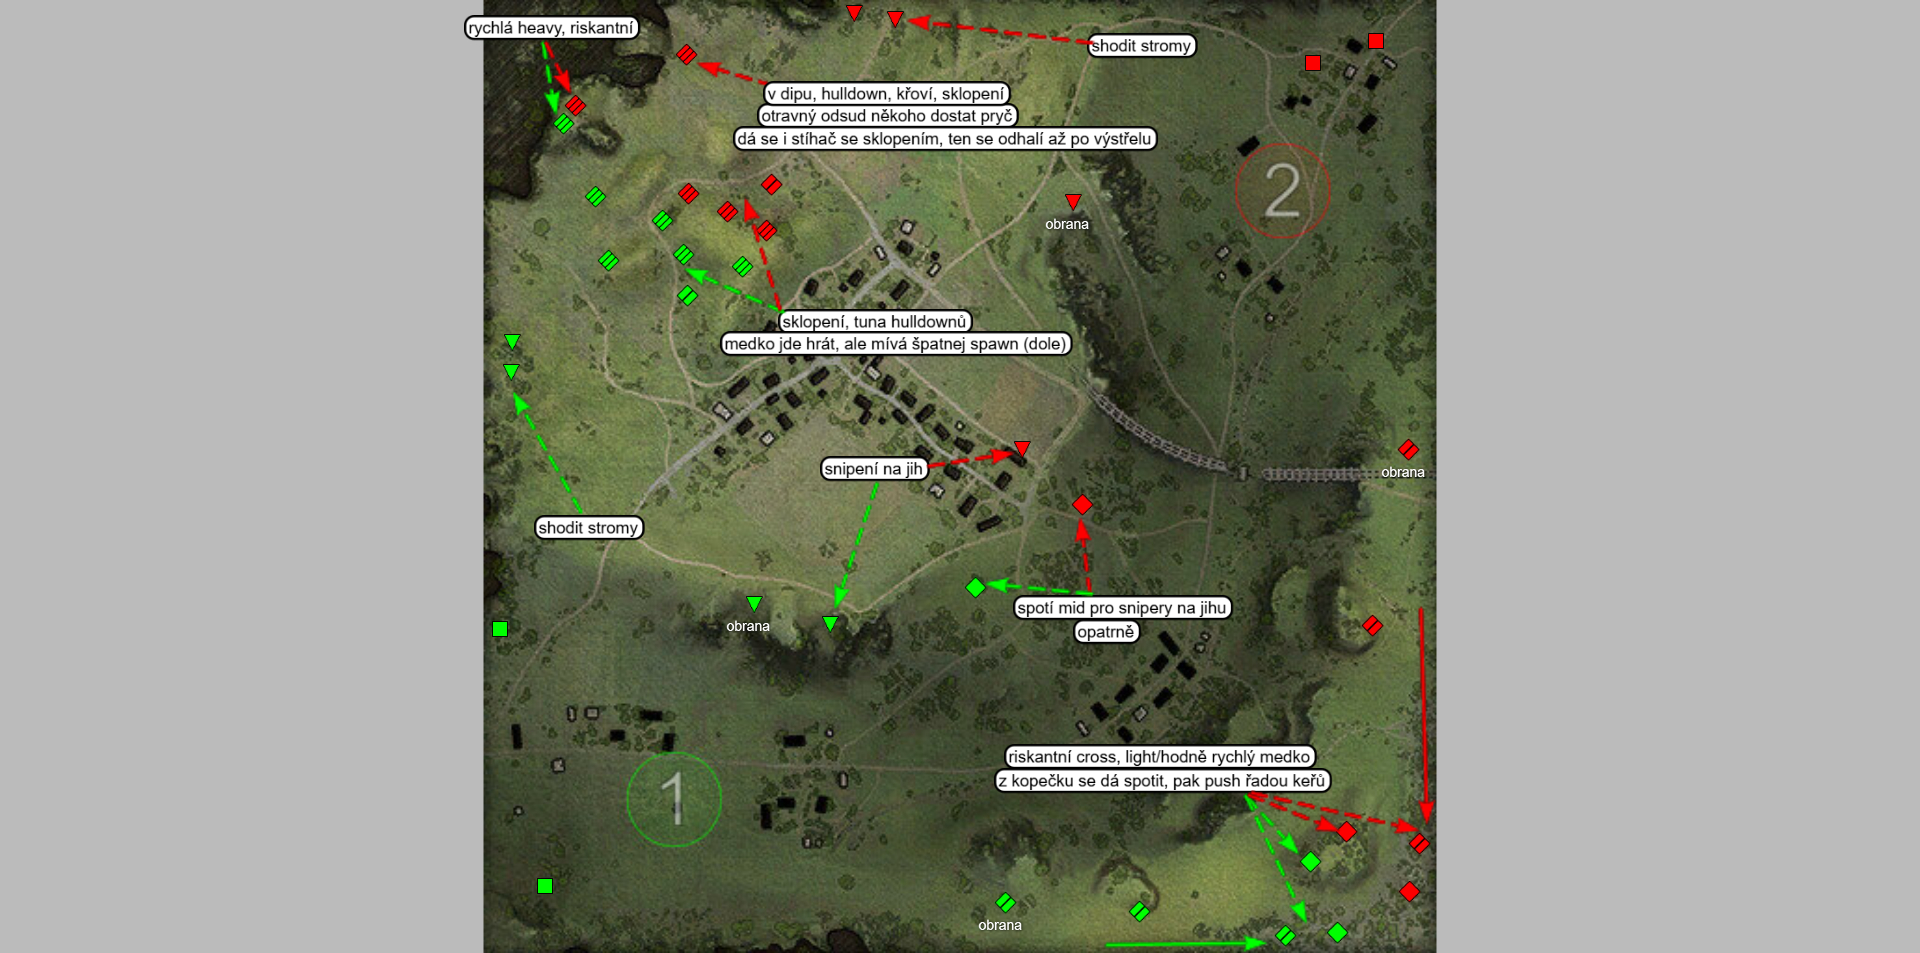 rychlá heavy, riskantní
shodit stromy
v dipu, hulldown, křoví, sklopení
otravný odsud někoho dostat pryč
dá se i stíhač se sklopením, ten se odhalí až po výstřelu
2
obrana
sklopení, tuna hulldownů
medko jde hrát, ale mívá špatnej spawn (dole)
snipení na jih
obrana
shodit stromy
spotí mid pro snipery na jihu
opatrně
obrana
riskantní cross, light/hodně rychlý medko
z kopečku se dá spotit, pak push řadou keřů
1
obrana